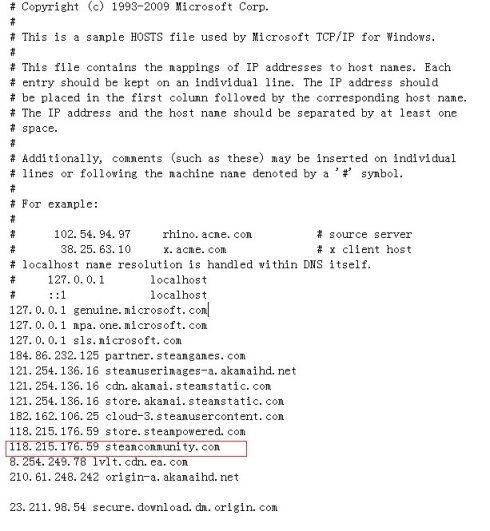 # Copyright (c) 1993-2009 Microsoft Corp.
#
# This is a sample HOSTS file used by Microsoft TCP/IP for Windows.
#
# This file contains the mappings of IP addresses to host names. Each
# entry should be kept on an individual line. The IP address should
# be placed in the first column followed by the corresponding host name.
# The IP address and the host name should be separated by at least one
# space.
#
# Additionally, comments (such as these) may be inserted on individual
# lines or following the machine name denoted by a '#' symbol.
#
# For example:
#
# 102.54.94.97 rhino.acme.com # source server
# 38.25.63.10 x.acme.com # x client host
# localhost name resolution is handled within DNS itself.
# 127.0.0.1 localhost
# ::1 localhost
127.0.0.1 genuine.microsoft.com
127.0.0.1 mpa.one.microsoft.com
127.0.0.1 sls.microsoft.com
184.86.232.125 partner.steamgames.com
121.254.136.16 steamuserimages-a.akamaihd.net
121.254.136.16 cdn.akamai.steamstatic.com
121.254.136.16 store.akamai.steamstatic.com
182.162.106.25 cloud-3.steamusercontent.com
118.215.176.59 store.steampowered.com
118.215.176.59 steamcommunity.com
8.254.249.78 lvlt.cdn.ea.com
210.61.248.242 origin-a.akamaihd.net
23.211.98.54 secure.download.dm.origin.com